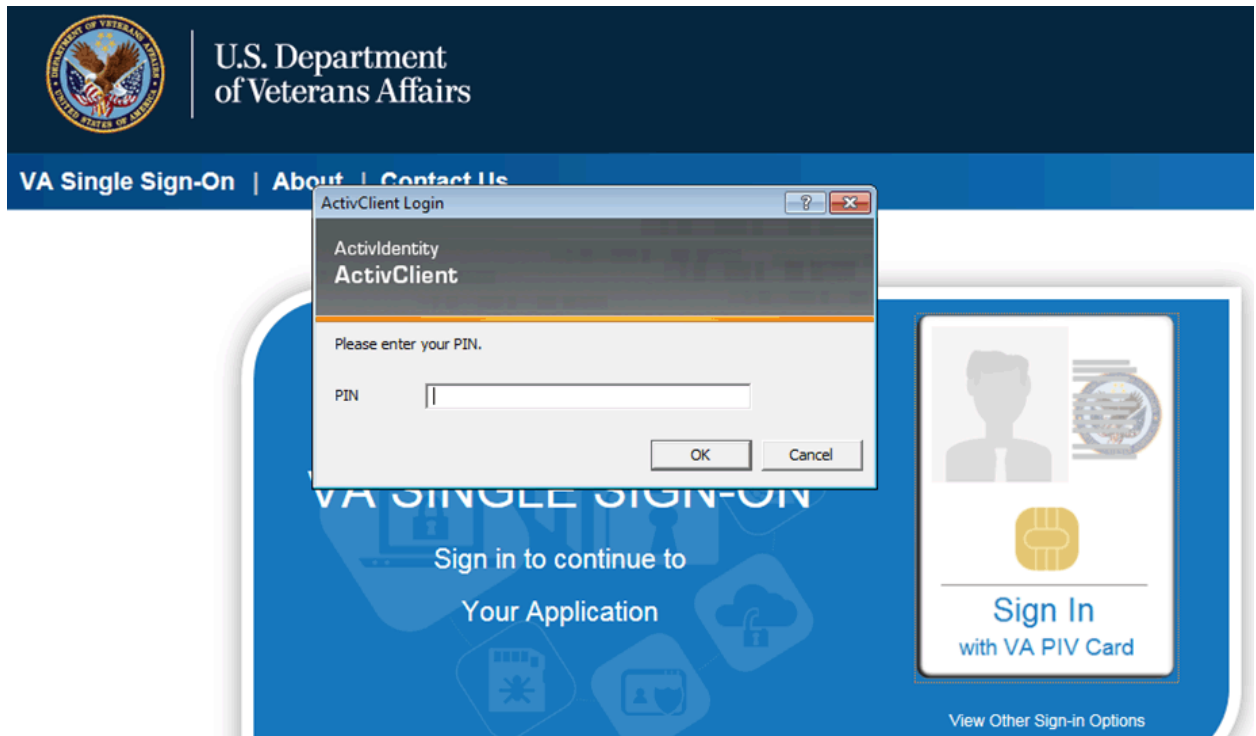 U.S. Department
of Veterans Affairs
VA Single Sign-On | About | Contact Us
ActivClient Login
ActivIdentity
ActivClient
Please enter your PIN.
PIN
OK Cancel
VA SINGLE SIGN-ON
Sign in to continue to
Your Application
Sign In
with VA PIV Card
View Other Sign-in Options